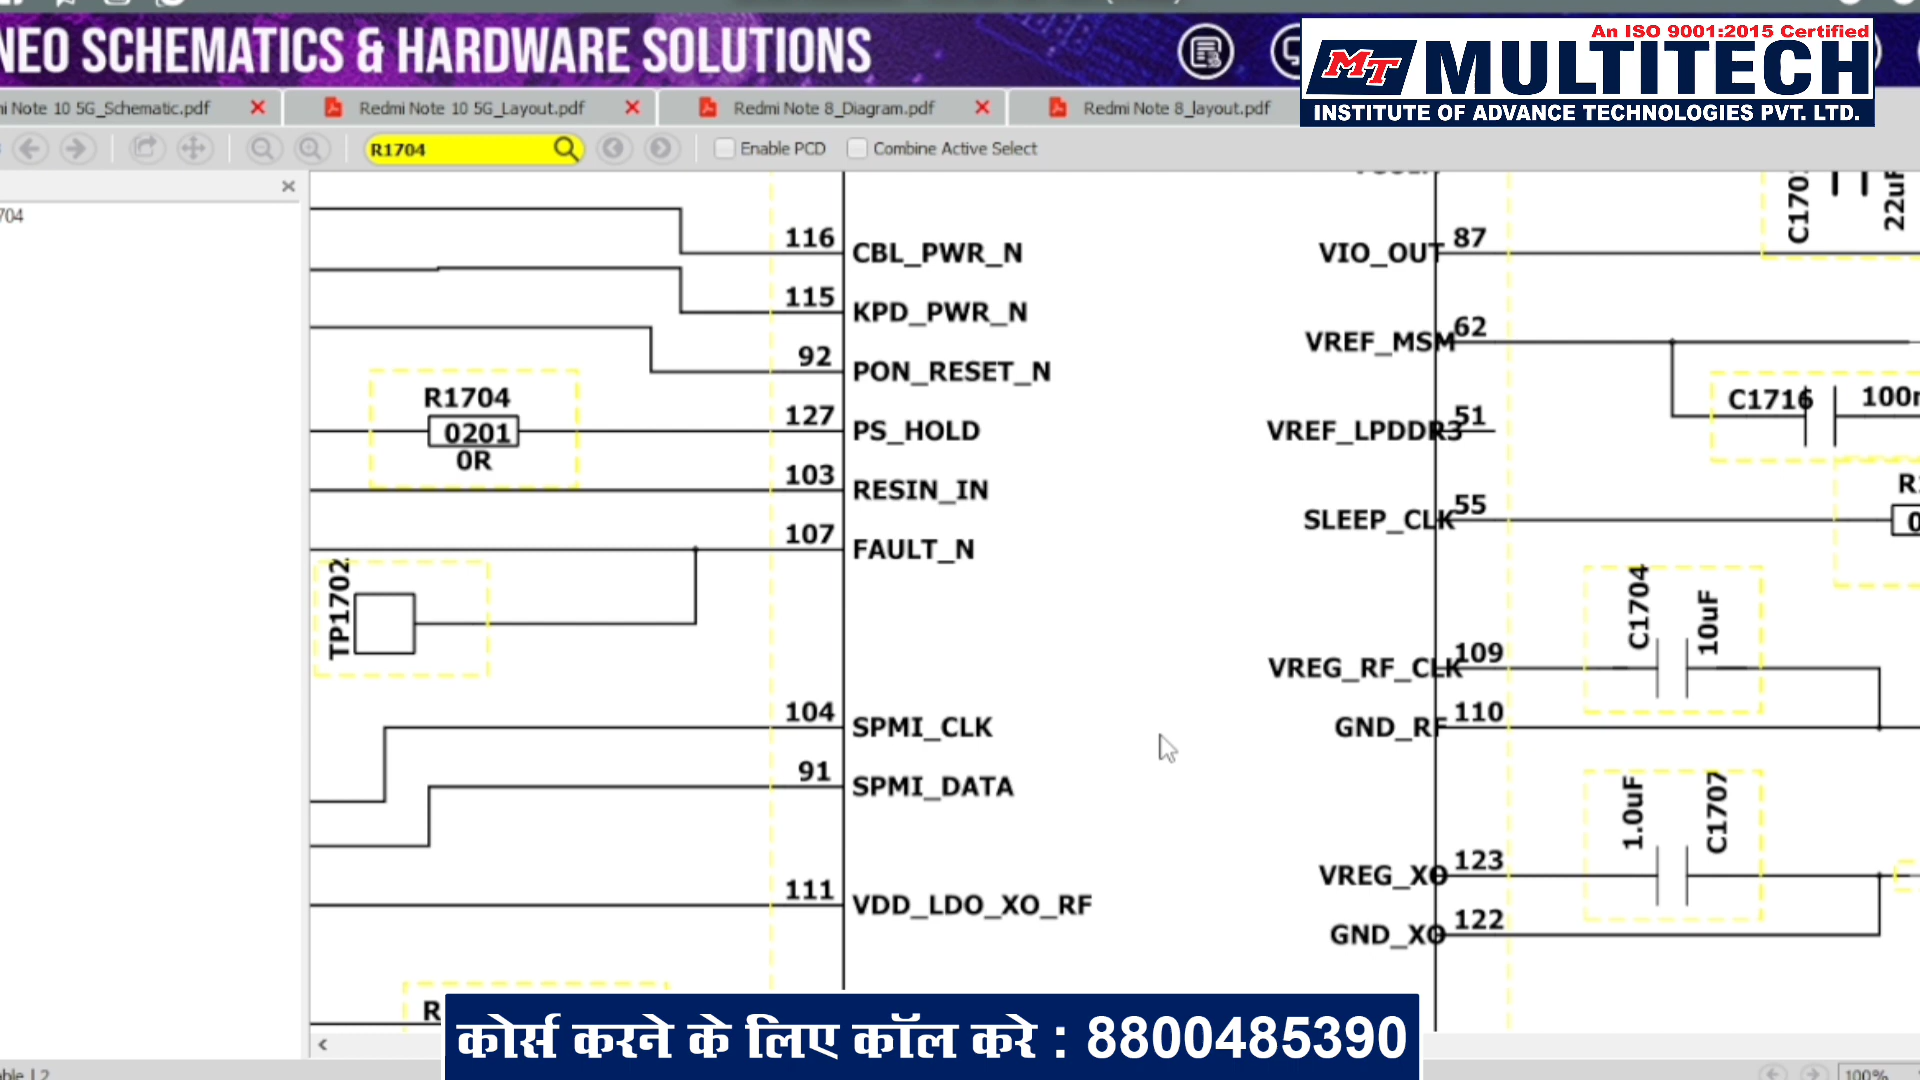 NEO SCHEMATICS & HARDWARE SOLUTIONS
An ISO 9001:2015 Certified
MT MULTITECH
INSTITUTE OF ADVANCE TECHNOLOGIES PVT. LTD.
Note 10 5G_Schematic.pdf
Redmi Note 10 5G_Layout.pdf
Redmi Note 8_Diagram.pdf
Redmi Note 8_layout.pdf
R1704
Enable PCD
Combine Active Select
704
116 CBL_PWR_N
115 KPD_PWR_N
92 PON_RESET_N
R1704
0201
0R
127 PS_HOLD
103 RESIN_IN
107 FAULT_N
TP1702
104 SPMI_CLK
91 SPMI_DATA
111 VDD_LDO_XO_RF
R
VIO_OUT 87
22uF
VREF_MSM 62
C1716
VREF_LPDDR3 51
SLEEP_CLK 55
C1704
10uF
VREG_RF_CLK 109
GND_RF 110
1.0uF
C1707
VREG_XO 123
GND_XO 122
कोर्स करने के लिए कॉल करे : 8800485390
100%